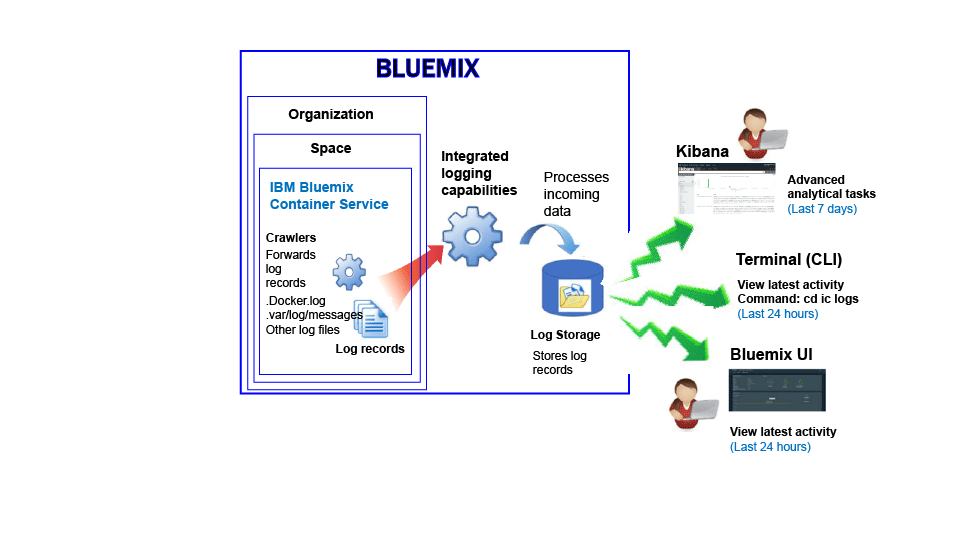 BLUEMIX
Organization
Space
IBM Bluemix
Container Service
Crawlers
Forwards
log
records
.Docker.log
.var/log/messages
Other log files
Log records
Integrated
logging
capabilities
Processes
incoming
data
Log Storage
Stores log
records
Kibana
Advanced
analytical tasks
(Last 7 days)
Terminal (CLI)
View latest activity
Command: cd ic logs
(Last 24 hours)
Bluemix UI
View latest activity
(Last 24 hours)